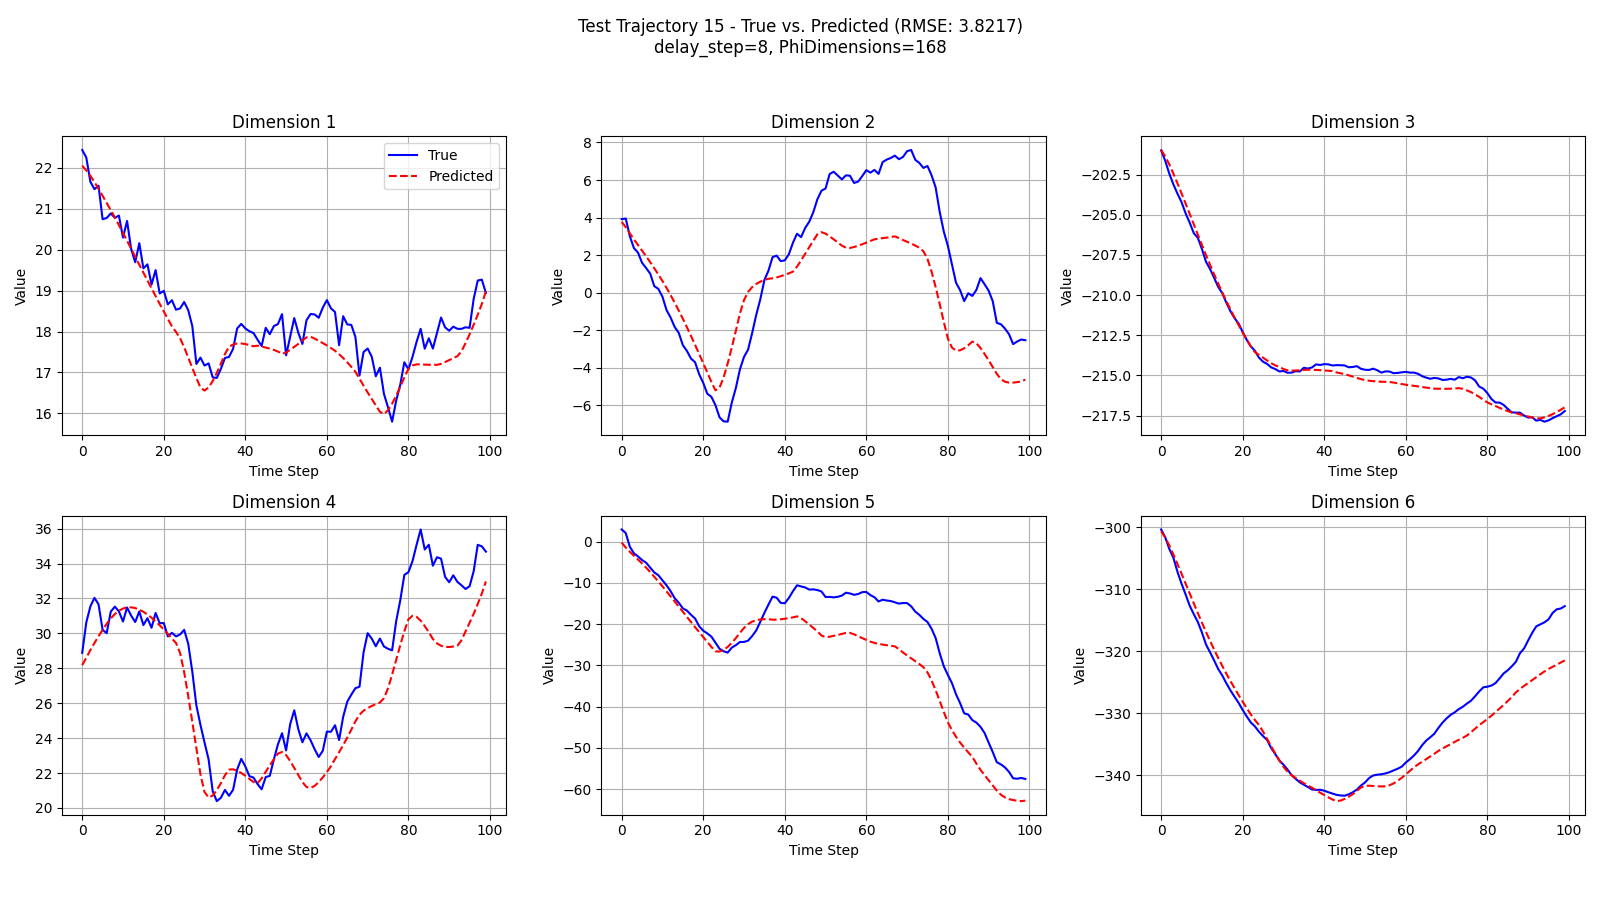 Test Trajectory 15 - True vs. Predicted (RMSE: 3.8217)
delay_step=8, PhiDimensions=168
Dimension 1
True
Predicted
22
21
20
19
18
17
16
Value
0 20 40 60 80 100
Time Step
Dimension 2
8
6
4
2
0
−2
−4
−6
Value
0 20 40 60 80 100
Time Step
Dimension 3
−202.5
−205.0
−207.5
−210.0
−212.5
−215.0
−217.5
Value
0 20 40 60 80 100
Time Step
Dimension 4
36
34
32
30
28
26
24
22
20
Value
0 20 40 60 80 100
Time Step
Dimension 5
0
−10
−20
−30
−40
−50
−60
Value
0 20 40 60 80 100
Time Step
Dimension 6
−300
−310
−320
−330
−340
Value
0 20 40 60 80 100
Time Step